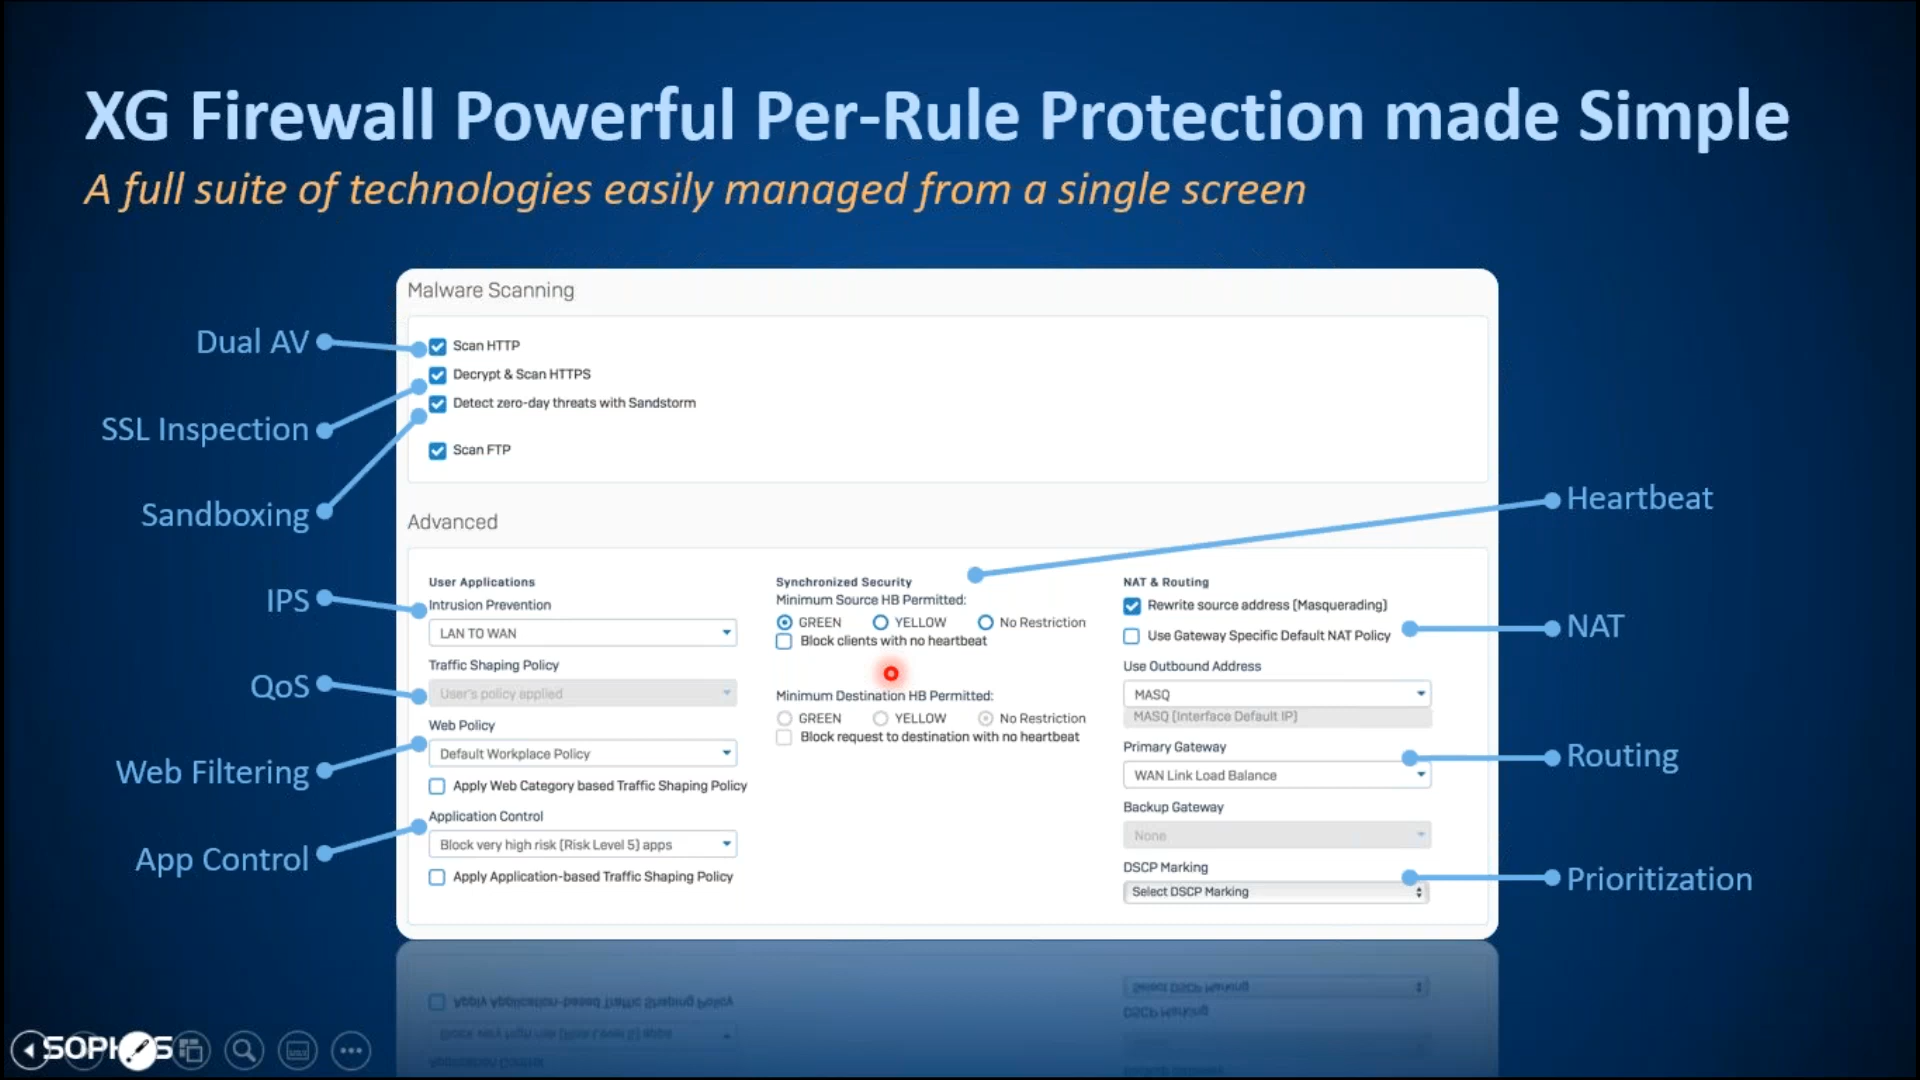 XG Firewall Powerful Per-Rule Protection made Simple
A full suite of technologies easily managed from a single screen
Malware Scanning
Dual AV
Scan HTTP
Decrypt & Scan HTTPS
SSL Inspection
Detect zero-day threats with Sandstorm
Scan FTP
Sandboxing
Advanced
Heartbeat
User Applications
IPS
Intrusion Prevention
LAN TO WAN
QoS
Traffic Shaping Policy
User's policy applied
Web Filtering
Web Policy
Default Workplace Policy
Apply Web Category based Traffic Shaping Policy
App Control
Application Control
Block very high risk (Risk Level 5) apps
Apply Application-based Traffic Shaping Policy
Synchronized Security
Minimum Source HB Permitted:
GREEN YELLOW No Restriction
Block clients with no heartbeat
Minimum Destination HB Permitted:
GREEN YELLOW No Restriction
Block request to destination with no heartbeat
NAT & Routing
Rewrite source address (Masquerading)
Use Gateway Specific Default NAT Policy
NAT
Use Outbound Address
MASQ
MASQ (Interface Default IP)
Primary Gateway
WAN Link Load Balance
Routing
Backup Gateway
None
DSCP Marking
Select DSCP Marking
Prioritization
SOPHOS